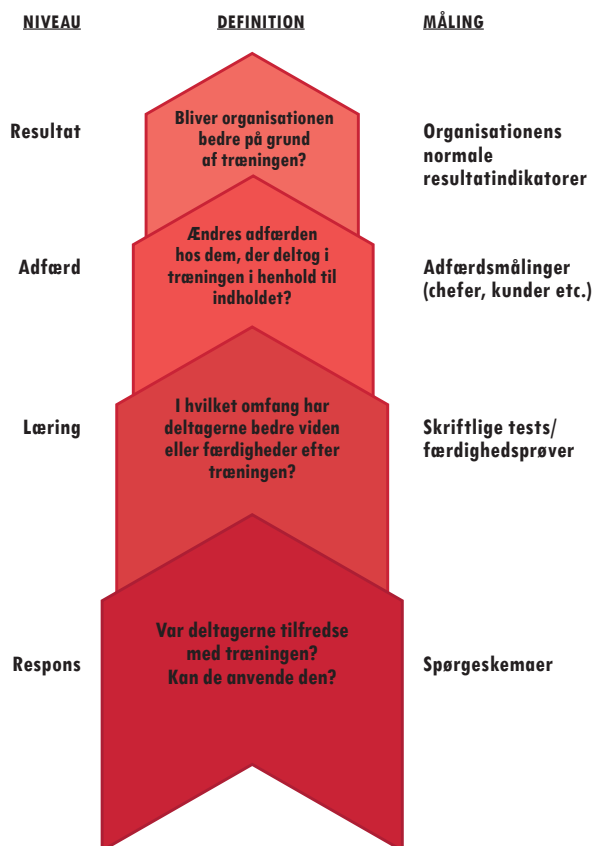 NIVEAU DEFINITION MÅLING
Resultat
Bliver organisationen
bedre på grund
af træningen?
Organisationens
normale
resultatindikatorer
Adfærd
Ændres adfærden
hos dem, der deltog i
træningen i henhold til
indholdet?
Adfærdsmålinger
(chefer, kunder etc.)
Læring
I hvilket omfang har
deltagerne bedre viden
eller færdigheder efter
træningen?
Skriftlige tests/
færdighedsprøver
Respons
Var deltagerne tilfredse
med træningen?
Kan de anvende den?
Spørgeskemaer